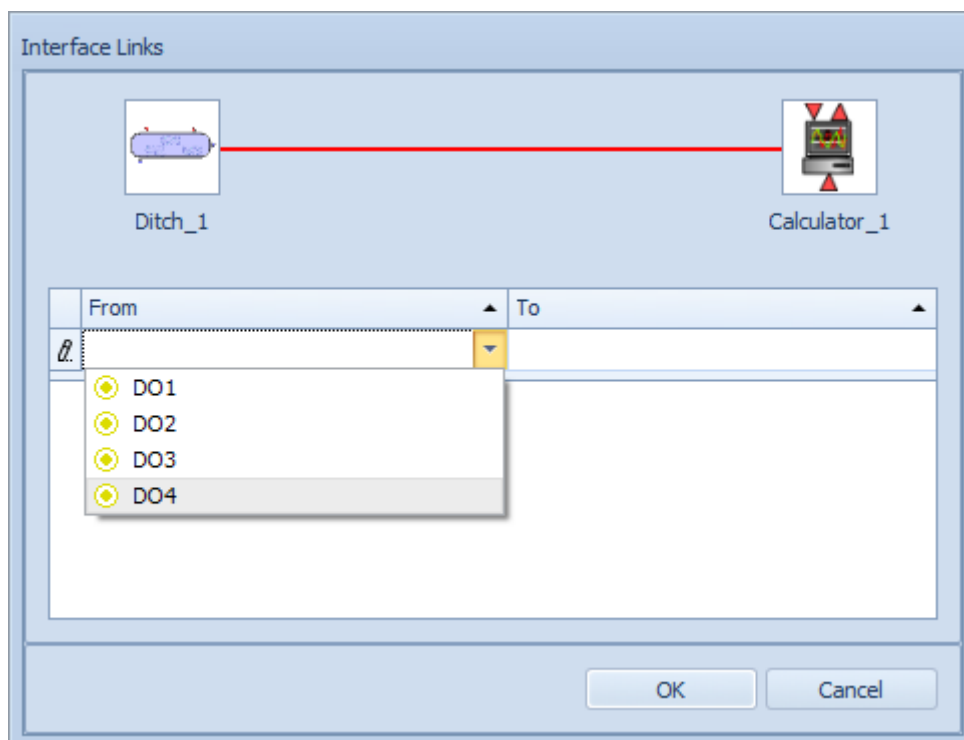 Interface Links
Ditch_1
Calculator_1
From To
DO1
DO2
DO3
DO4
OK Cancel